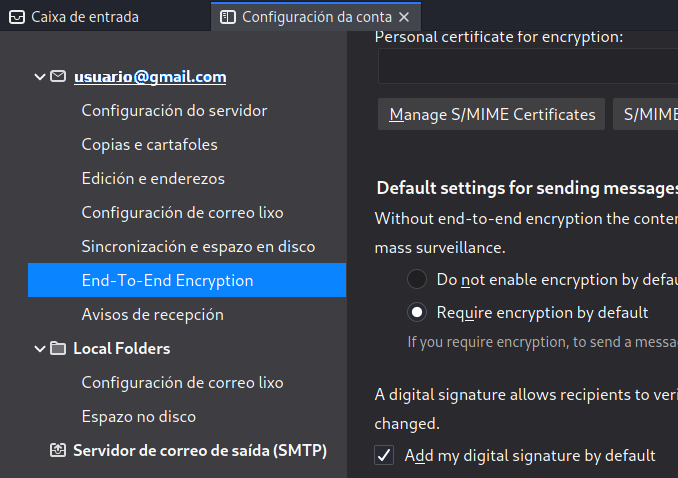 Caixa de entrada
Configuración da conta
usuario@gmail.com
Configuración do servidor
Copias e cartafoles
Edición e enderezos
Configuración de correo lixo
Sincronización e espazo en disco
End-To-End Encryption
Avisos de recepción
Local Folders
Configuración de correo lixo
Espazo no disco
Servidor de correo de saída (SMTP)
Personal certificate for encryption:
Manage S/MIME Certificates
S/MIME
Default settings for sending messages
Without end-to-end encryption the conten
mass surveillance.
Do not enable encryption by defau
Require encryption by default
If you require encryption, to send a messa
A digital signature allows recipients to veri
changed.
Add my digital signature by default